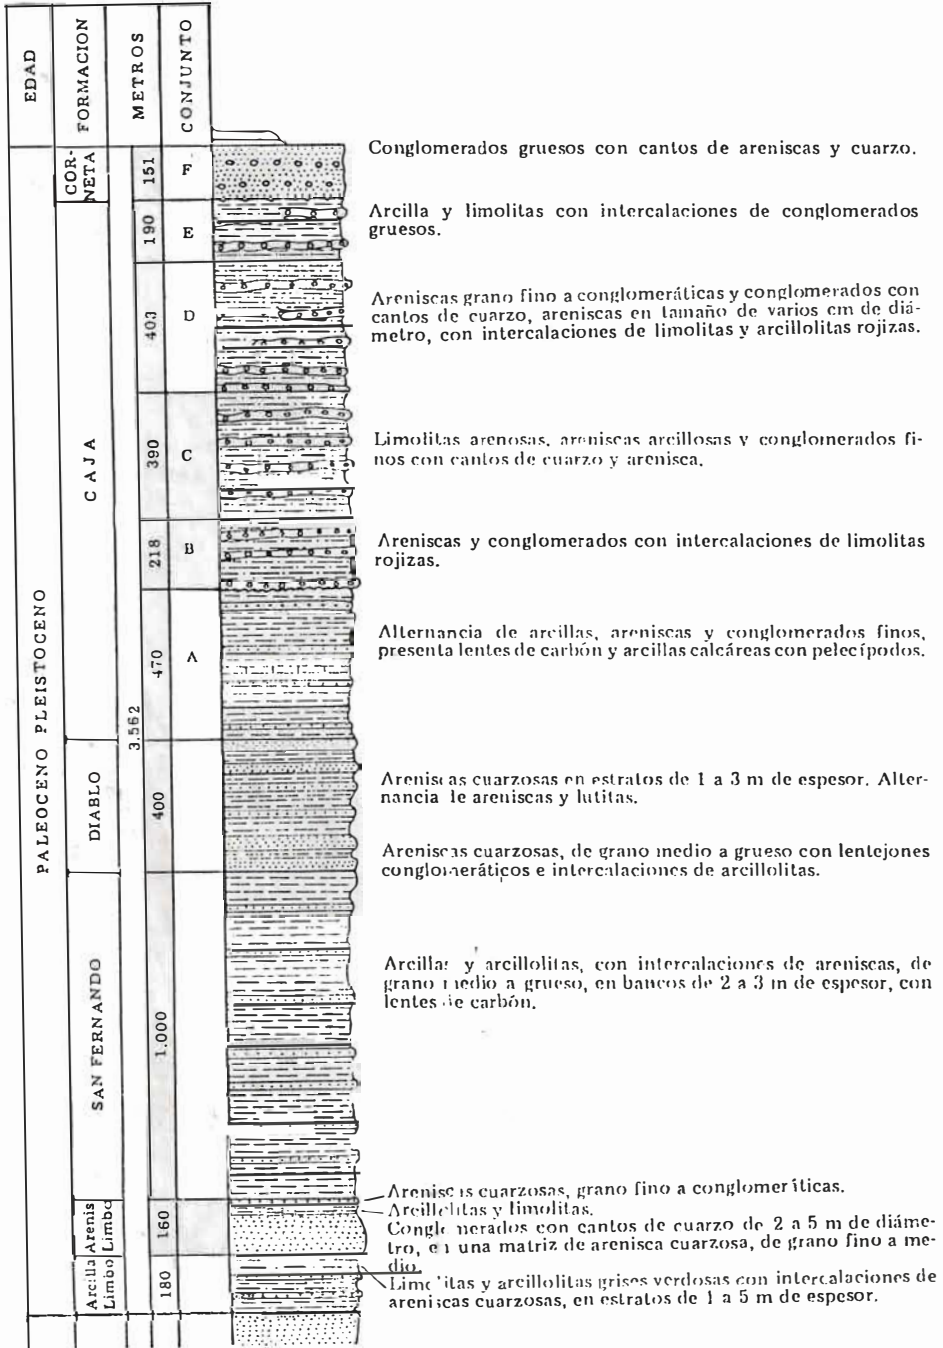 EDAD
FORMACION
METROS
CONJUNTO
PALEOCENO PLEISTOCENO
COR-
NETA
151
F
Conglomerados gruesos con cantos de areniscas y cuarzo.
CAJA
3.562
190
E
Arcilla y limolitas con intercalaciones de conglomerados
gruesos.
403
D
Areniscas grano fino a conglomeráticas y conglomerados con
cantos de cuarzo, areniscas en tamaño de varios cm de diá-
metro, con intercalaciones de limolitas y arcillolitas rojizas.
390
C
Limolitas arenosas, areniscas arcillosas y conglomerados fi-
nos con cantos de cuarzo y arenisca.
218
B
Areniscas y conglomerados con intercalaciones de limolitas
rojizas.
470
A
Alternancia de arcillas, areniscas y conglomerados finos,
presenta lentes de carbón y arcillas calcáreas con pelecípodos.
DIABLO
400
Areniscas cuarzosas en estratos de 1 a 3 m de espesor. Alter-
nancia de areniscas y lutitas.
Areniscas cuarzosas, de grano medio a grueso con lentejones
conglomeráticos e intercalaciones de arcillolitas.
SAN FERNANDO
1.000
Arcillas y arcillolitas, con intercalaciones de areniscas, de
grano medio a grueso, en bancos de 2 a 3 m de espesor, con
lentes de carbón.
Arenis
Limbo
160
Areniscas cuarzosas, grano fino a conglomeríticas.
Arcillolitas y limolitas.
Conglomerados con cantos de cuarzo de 2 a 5 m de diáme-
tro, en una matriz de arenisca cuarzosa, de grano fino a me-
dio.
Arcilla
Limbo
180
Limolitas y arcillolitas grises verdosas con intercalaciones de
areniscas cuarzosas, en estratos de 1 a 5 m de espesor.